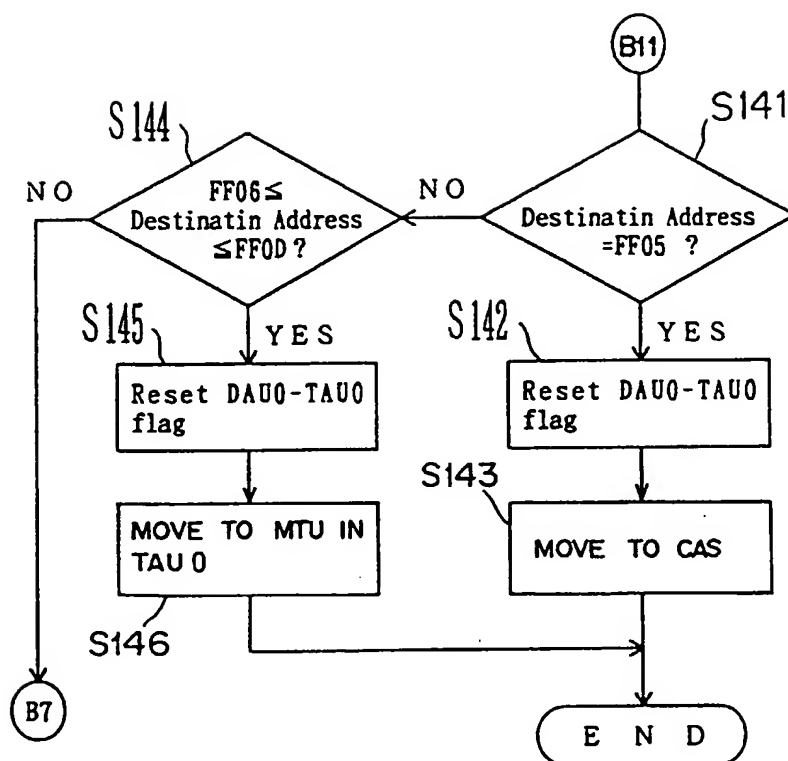 B11
S141
Destinatin Address
=FF05 ?
NO
S144
FF06≤
Destinatin Address
≤FF0D?
NO
YES
S145
Reset DAU0-TAU0
flag
MOVE TO MTU IN
TAU 0
S146
B7
YES
S142
Reset DAU0-TAU0
flag
S143
MOVE TO CAS
E N D